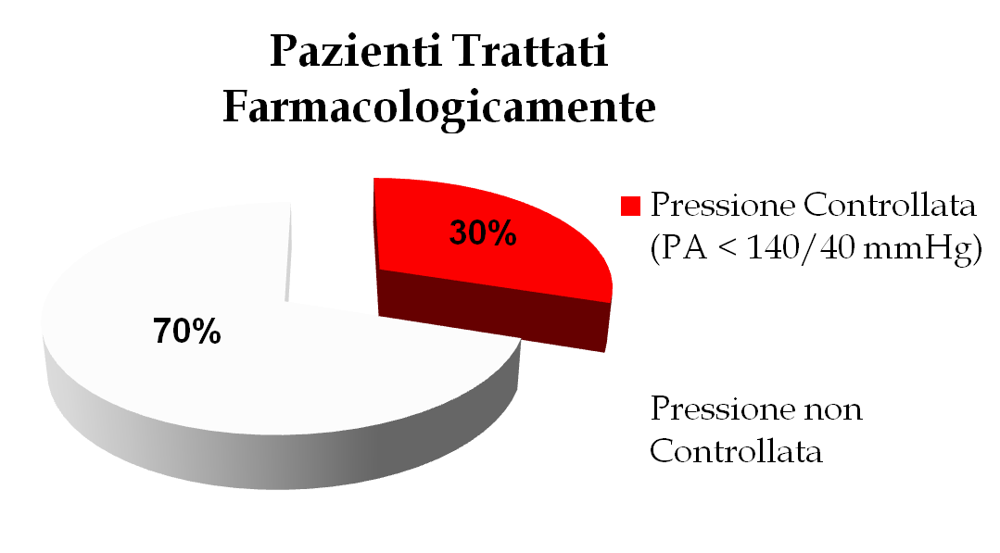 Pazienti Trattati
Farmacologicamente
30%
70%
Pressione Controllata
(PA < 140/40 mmHg)
Pressione non
Controllata